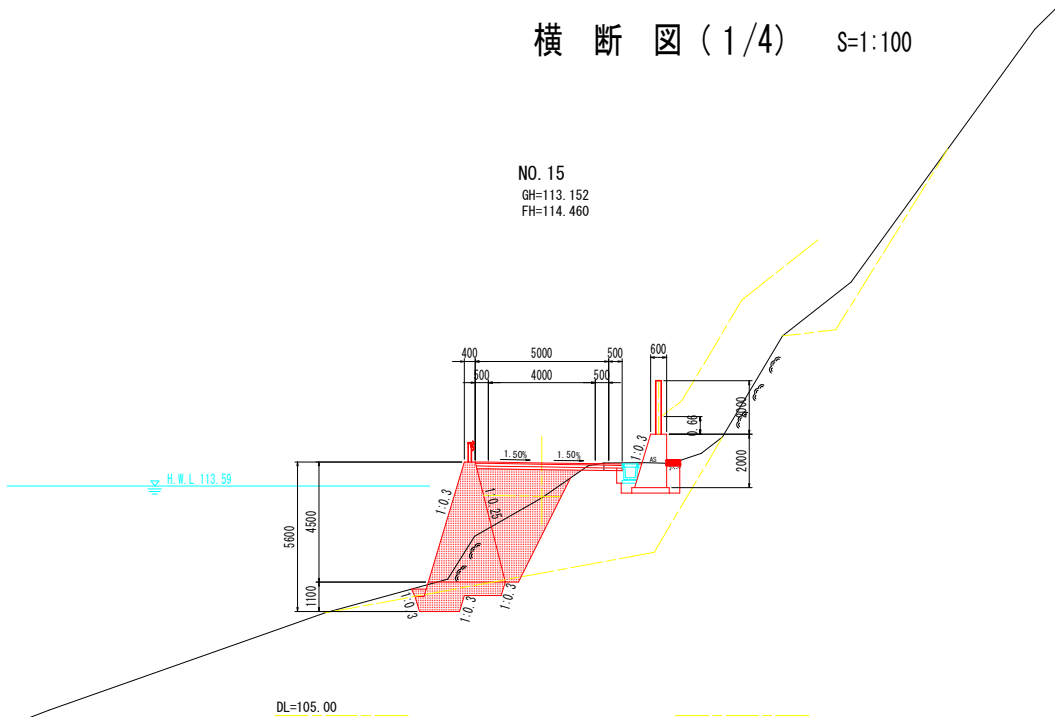 横 断 図 (1/4) S=1:100
NO. 15
GH=113.152
FH=114.460
400 5000 500 600
500 4000 500
0.66
2000
1:0.3
1.50% 1.50% AS
H.W.L 113.59
1:0.3 1:0.25
5600 4500
1100
1:0.3 1:0.3 1:0.3
DL=105.00